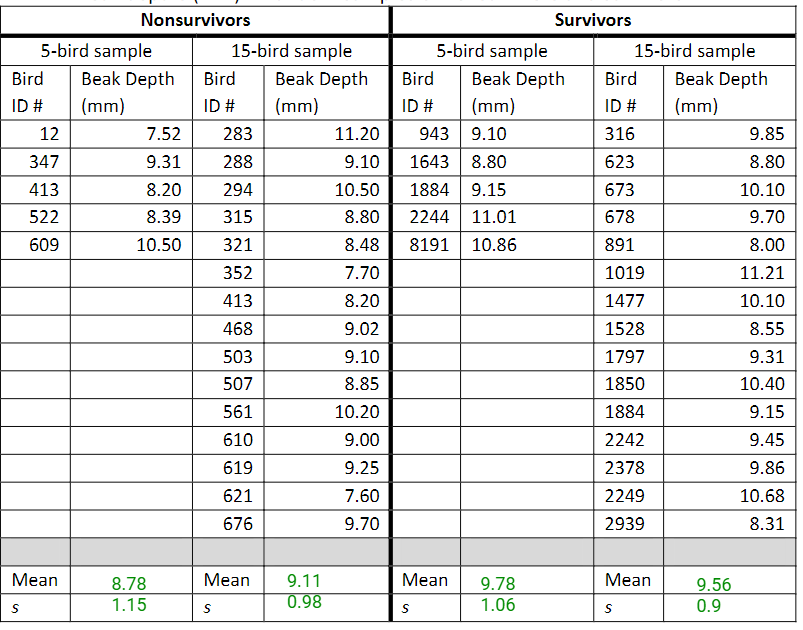 Nonsurvivors Survivors
5-bird sample 15-bird sample 5-bird sample 15-bird sample
Bird Beak Depth Bird Beak Depth Bird Beak Depth Bird Beak Depth
ID # (mm) ID # (mm) ID # (mm) ID # (mm)
12 7.52 283 11.20 943 9.10 316 9.85
347 9.31 288 9.10 1643 8.80 623 8.80
413 8.20 294 10.50 1884 9.15 673 10.10
522 8.39 315 8.80 2244 11.01 678 9.70
609 10.50 321 8.48 8191 10.86 891 8.00
352 7.70 1019 11.21
413 8.20 1477 10.10
468 9.02 1528 8.55
503 9.10 1797 9.31
507 8.85 1850 10.40
561 10.20 1884 9.15
610 9.00 2242 9.45
619 9.25 2378 9.86
621 7.60 2249 10.68
676 9.70 2939 8.31
Mean 8.78 Mean 9.11 Mean 9.78 Mean 9.56
s 1.15 s 0.98 s 1.06 s 0.9